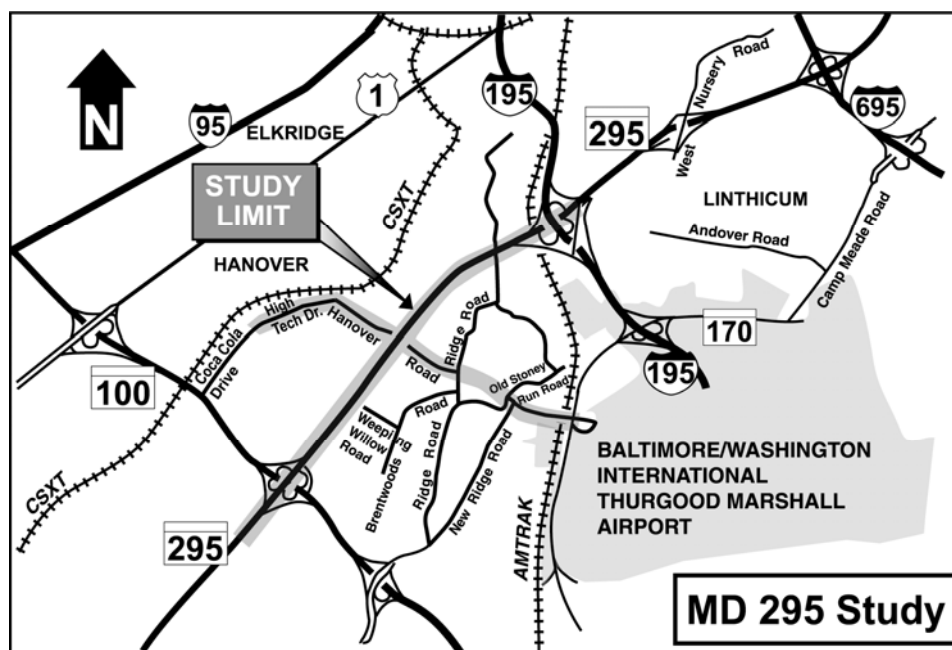 1
195
West Nursery Road
695
95
ELKRIDGE
295
N
STUDY
LIMIT
CSXT
LINTHICUM
Andover Road
Camp Meade Road
HANOVER
High
Tech Dr.
Hanover
Road
Coca Cola
Drive
Ridge Road
170
195
100
Old Stoney
Run Road
Weeping
Willow
Road
Brentwoods Road
Ridge Road
New Ridge Road
BALTIMORE/WASHINGTON
INTERNATIONAL
THURGOOD MARSHALL
AIRPORT
CSXT
AMTRAK
295
MD 295 Study